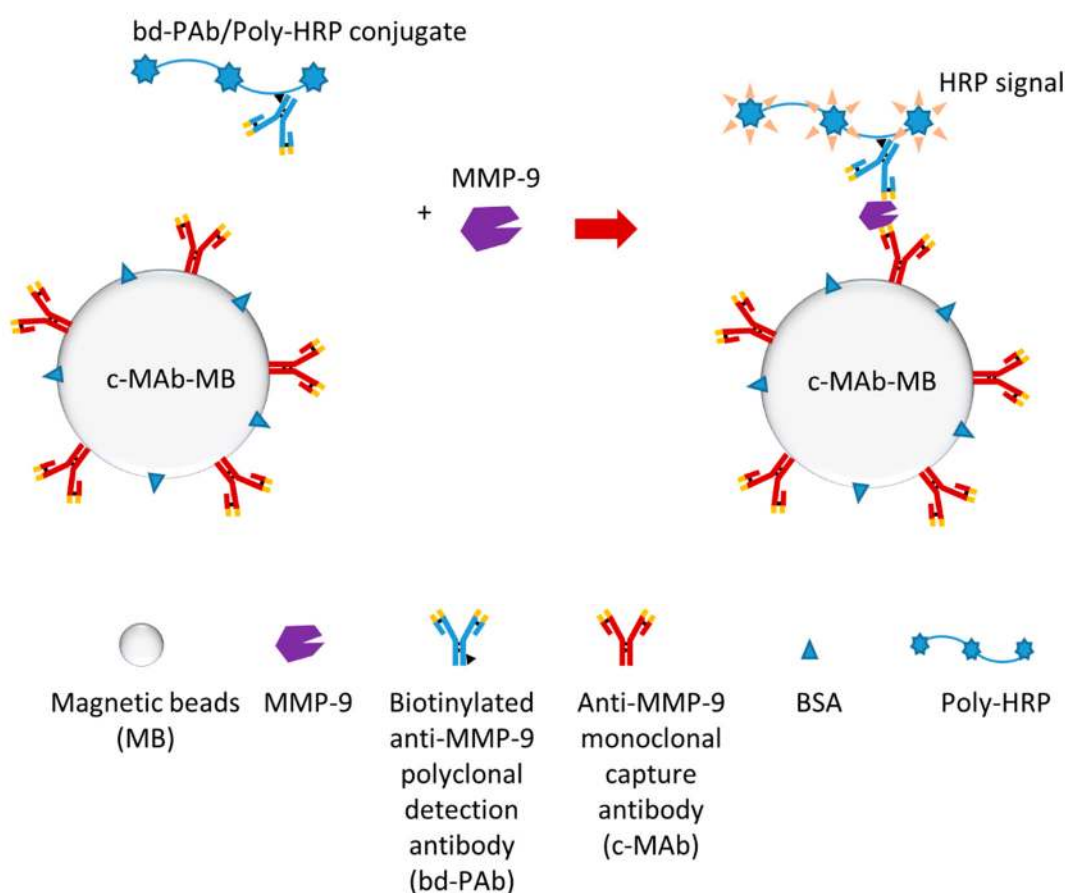 bd-PAb/Poly-HRP conjugate
HRP signal
MMP-9
+
c-MAb-MB
c-MAb-MB
Magnetic beads
(MB)
MMP-9
Biotinylated
anti-MMP-9
polyclonal
detection
antibody
(bd-PAb)
Anti-MMP-9
monoclonal
capture
antibody
(c-MAb)
BSA
Poly-HRP